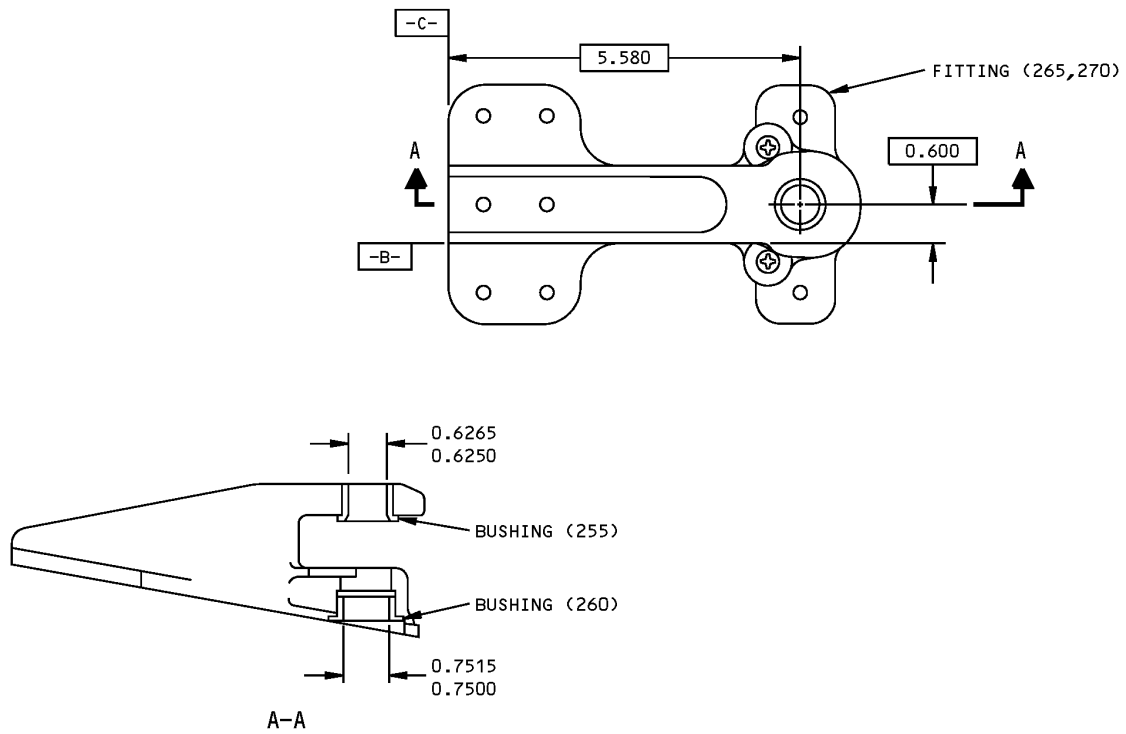 -C-
5.580
FITTING (265,270)
A
0.600
A
-B-
0.6265
0.6250
BUSHING (255)
BUSHING (260)
0.7515
0.7500
A-A